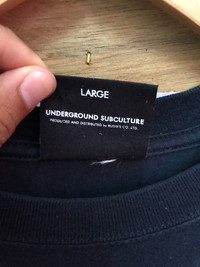 LARGE
UNDERGROUND SUBCULTURE
PRODUCED AND DISTRIBUTED by RUDIE'S CO.,LTD.